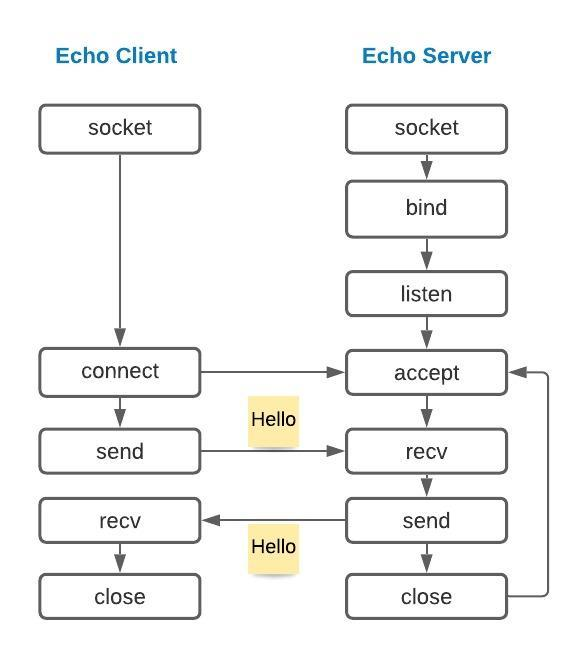 Echo Client
Echo Server
socket
socket
bind
listen
connect
accept
Hello
send
recv
recv
send
Hello
close
close